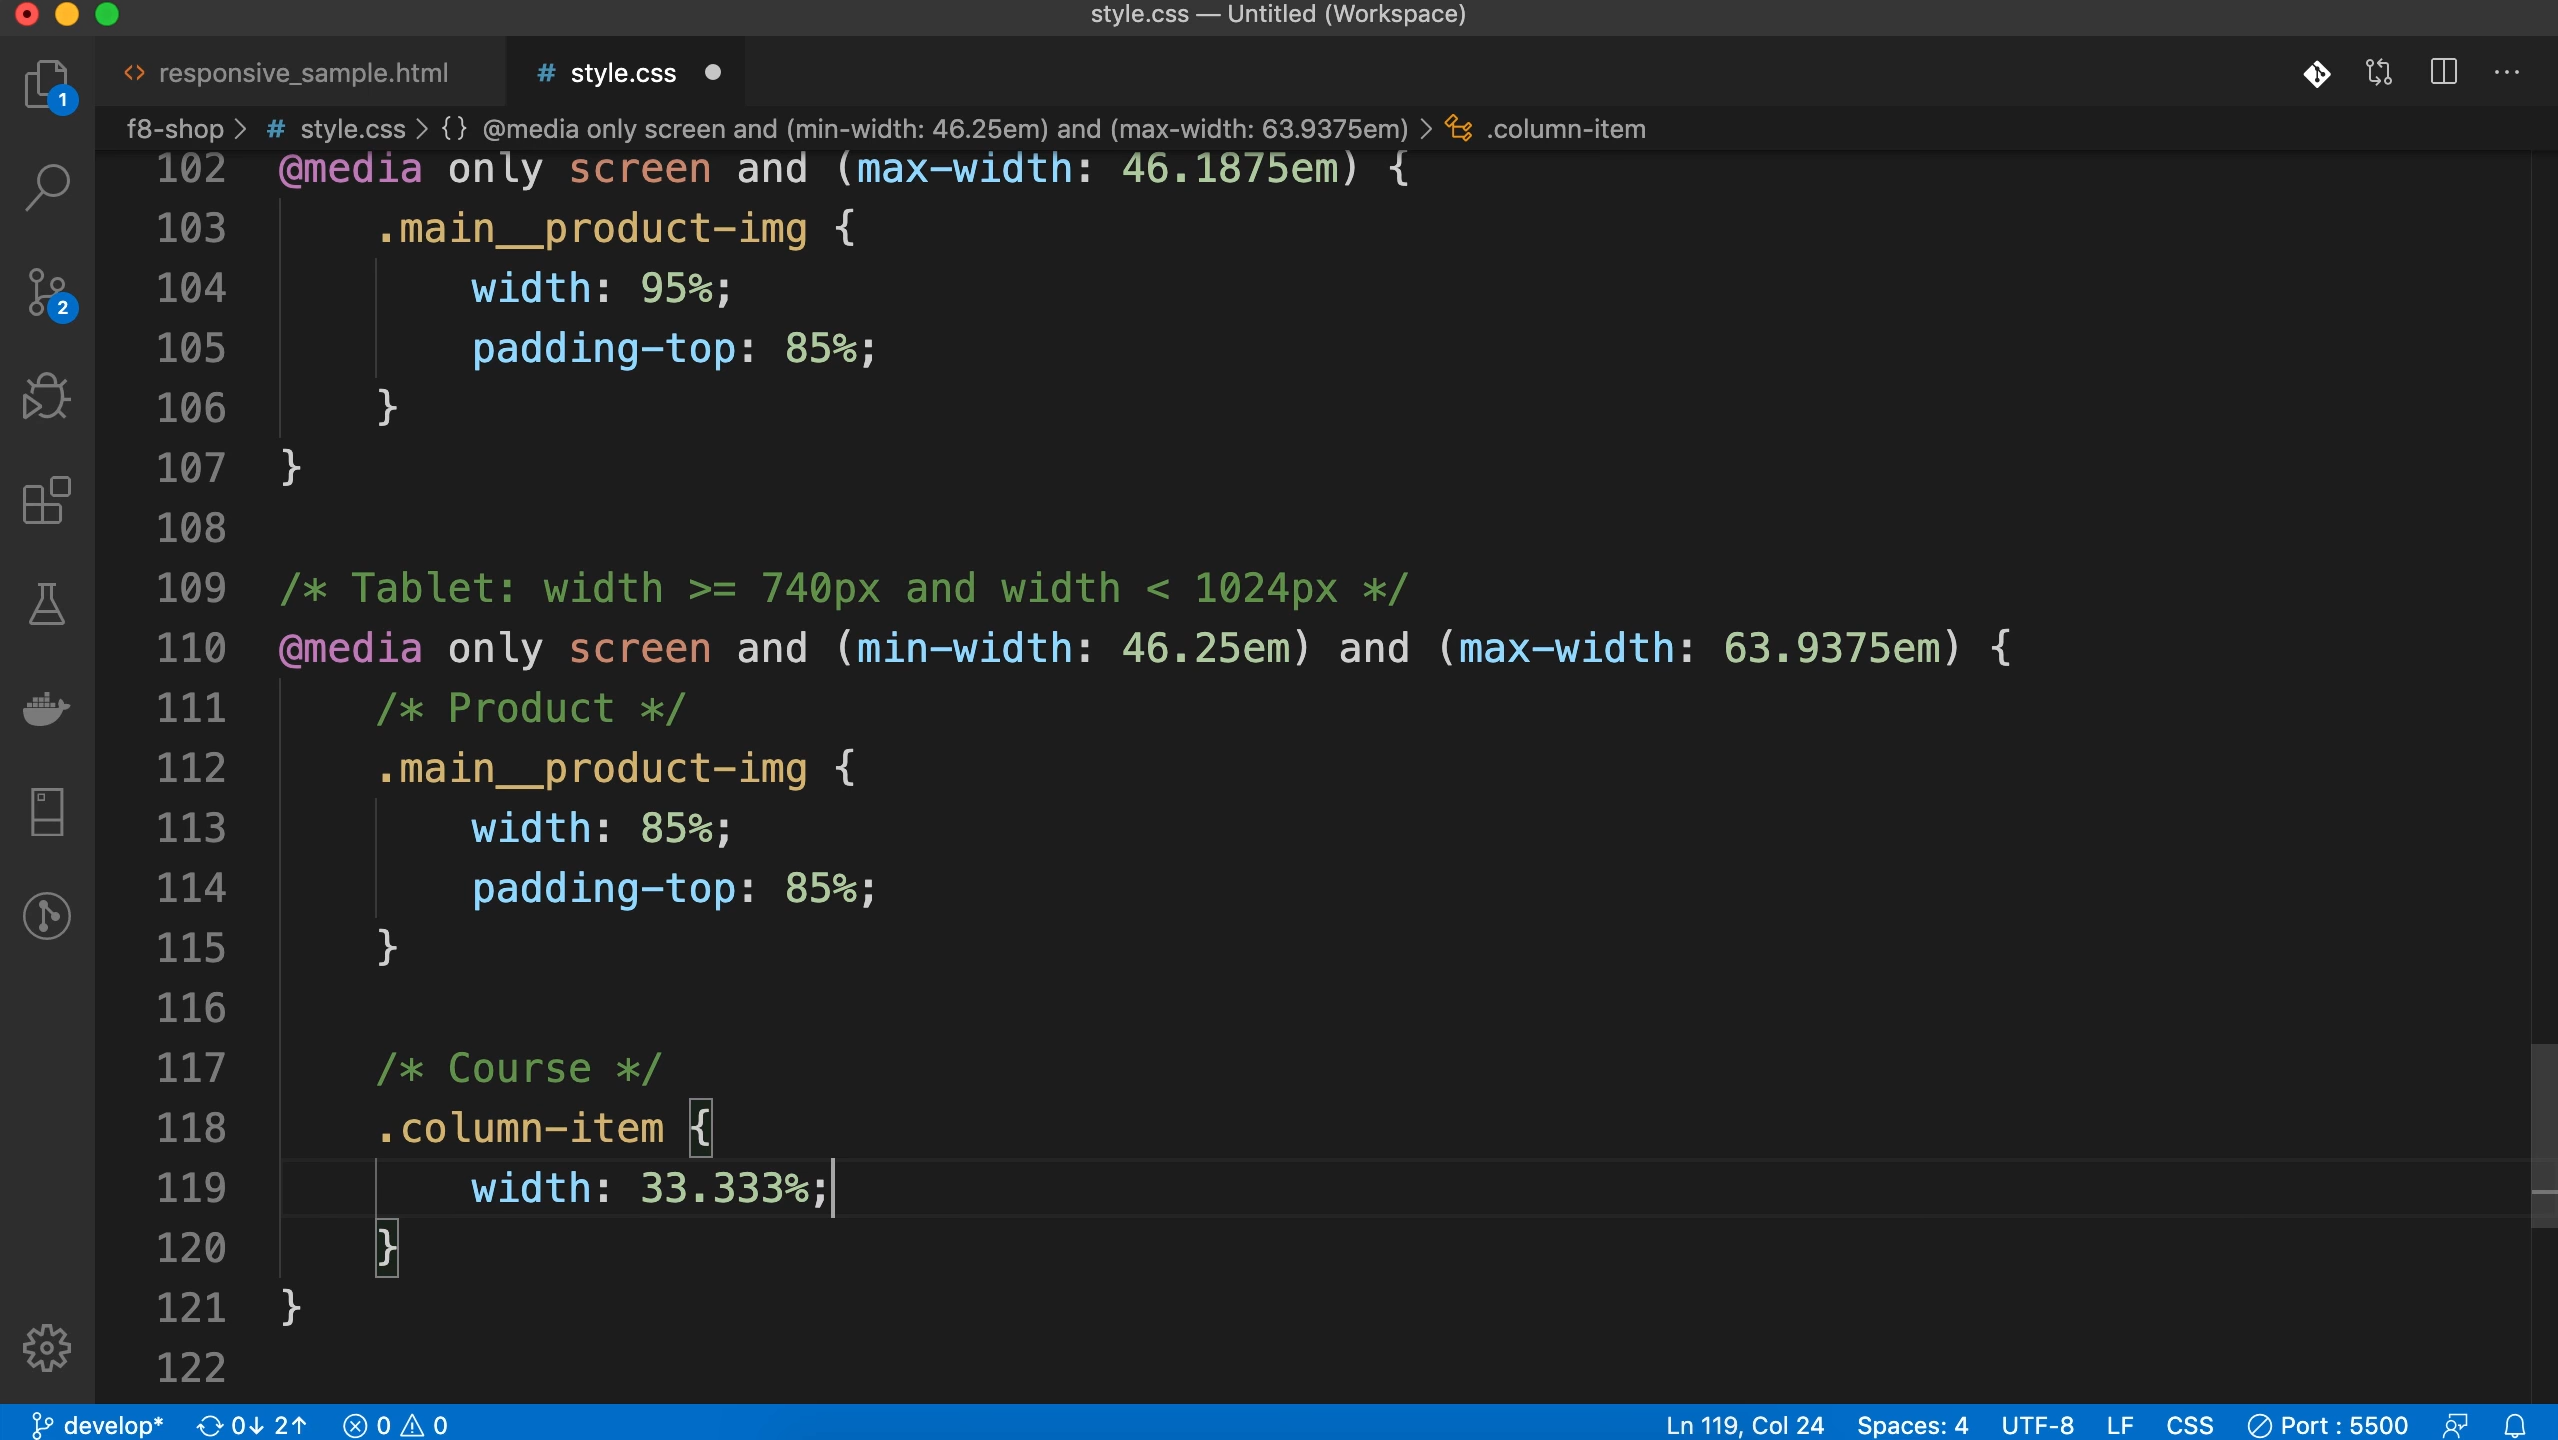 style.css — Untitled (Workspace)
1
<> responsive_sample.html
# style.css
f8-shop > # style.css > {} @media only screen and (min-width: 46.25em) and (max-width: 63.9375em) > .column-item
2
102 @media only screen and (max-width: 46.1875em) {
103 .main__product-img {
104 width: 95%;
105 padding-top: 85%;
106 }
107 }
108
109 /* Tablet: width >= 740px and width < 1024px */
110 @media only screen and (min-width: 46.25em) and (max-width: 63.9375em) {
111 /* Product */
112 .main__product-img {
113 width: 85%;
114 padding-top: 85%;
115 }
116
117 /* Course */
118 .column-item {
119 width: 33.333%;
120 }
121 }
122
develop* 0↓ 2↑ 0 0 Ln 119, Col 24 Spaces: 4 UTF-8 LF CSS Port : 5500